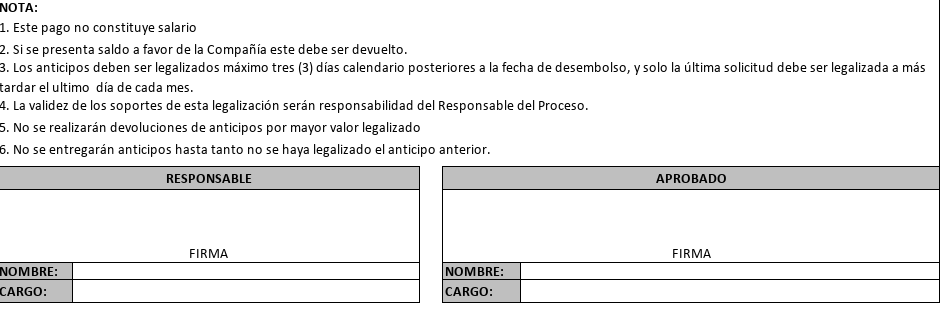 NOTA:
1. Este pago no constituye salario
2. Si se presenta saldo a favor de la Compañía este debe ser devuelto.
3. Los anticipos deben ser legalizados máximo tres (3) días calendario posteriores a la fecha de desembolso, y solo la última solicitud debe ser legalizada a más
tardar el ultimo día de cada mes.
4. La validez de los soportes de esta legalización serán responsabilidad del Responsable del Proceso.
5. No se realizarán devoluciones de anticipos por mayor valor legalizado
6. No se entregarán anticipos hasta tanto no se haya legalizado el anticipo anterior.
RESPONSABLE APROBADO
FIRMA FIRMA
NOMBRE: NOMBRE:
CARGO: CARGO: